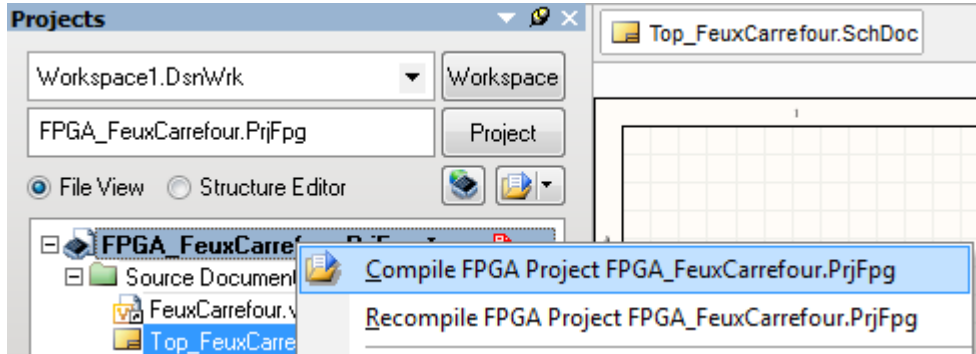 Projects
Top_FeuxCarrefour.SchDoc
Workspace1.DsnWrk
Workspace
FPGA_FeuxCarrefour.PrjFpg
Project
File View
Structure Editor
1
FPGA_FeuxCarre
Compile FPGA Project FPGA_FeuxCarrefour.PrjFpg
Source Document
FeuxCarrefour.v
Recompile FPGA Project FPGA_FeuxCarrefour.PrjFpg
Top_FeuxCarre